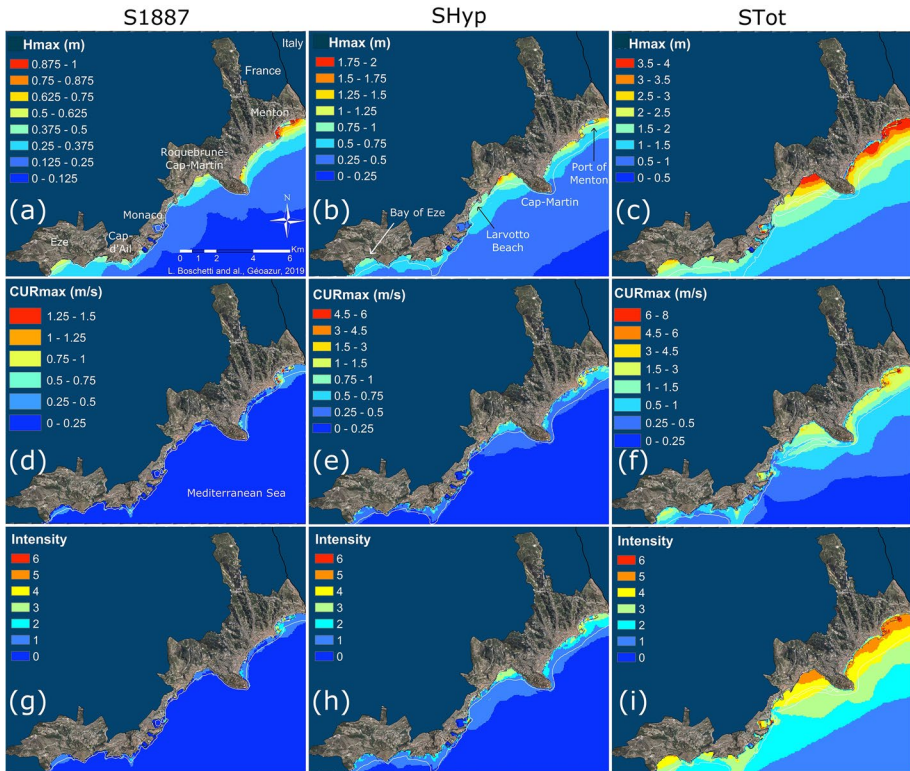 S1887
SHyp
STot
Hmax (m)
0.875 - 1
0.75 - 0.875
0.625 - 0.75
0.5 - 0.625
0.375 - 0.5
0.25 - 0.375
0.125 - 0.25
0 - 0.125
Italy
France
Menton
Roquebrune-
Cap-Martin
Monaco
Cap-
d'Ail
Eze
N
0 1 2 4 6
Km
L. Boschetti and al., Géoazur, 2019
(a)
Hmax (m)
1.75 - 2
1.5 - 1.75
1.25 - 1.5
1 - 1.25
0.75 - 1
0.5 - 0.75
0.25 - 0.5
0 - 0.25
Port of
Menton
Cap-Martin
Bay of Eze
Larvotto
Beach
(b)
Hmax (m)
3.5 - 4
3 - 3.5
2.5 - 3
2 - 2.5
1.5 - 2
1 - 1.5
0.5 - 1
0 - 0.5
(c)
CURmax (m/s)
1.25 - 1.5
1 - 1.25
0.75 - 1
0.5 - 0.75
0.25 - 0.5
0 - 0.25
Mediterranean Sea
(d)
CURmax (m/s)
4.5 - 6
3 - 4.5
1.5 - 3
1 - 1.5
0.75 - 1
0.5 - 0.75
0.25 - 0.5
0 - 0.25
(e)
CURmax (m/s)
6 - 8
4.5 - 6
3 - 4.5
1.5 - 3
1 - 1.5
0.5 - 1
0.25 - 0.5
0 - 0.25
(f)
Intensity
6
5
4
3
2
1
0
(g)
Intensity
6
5
4
3
2
1
0
(h)
Intensity
6
5
4
3
2
1
0
(i)